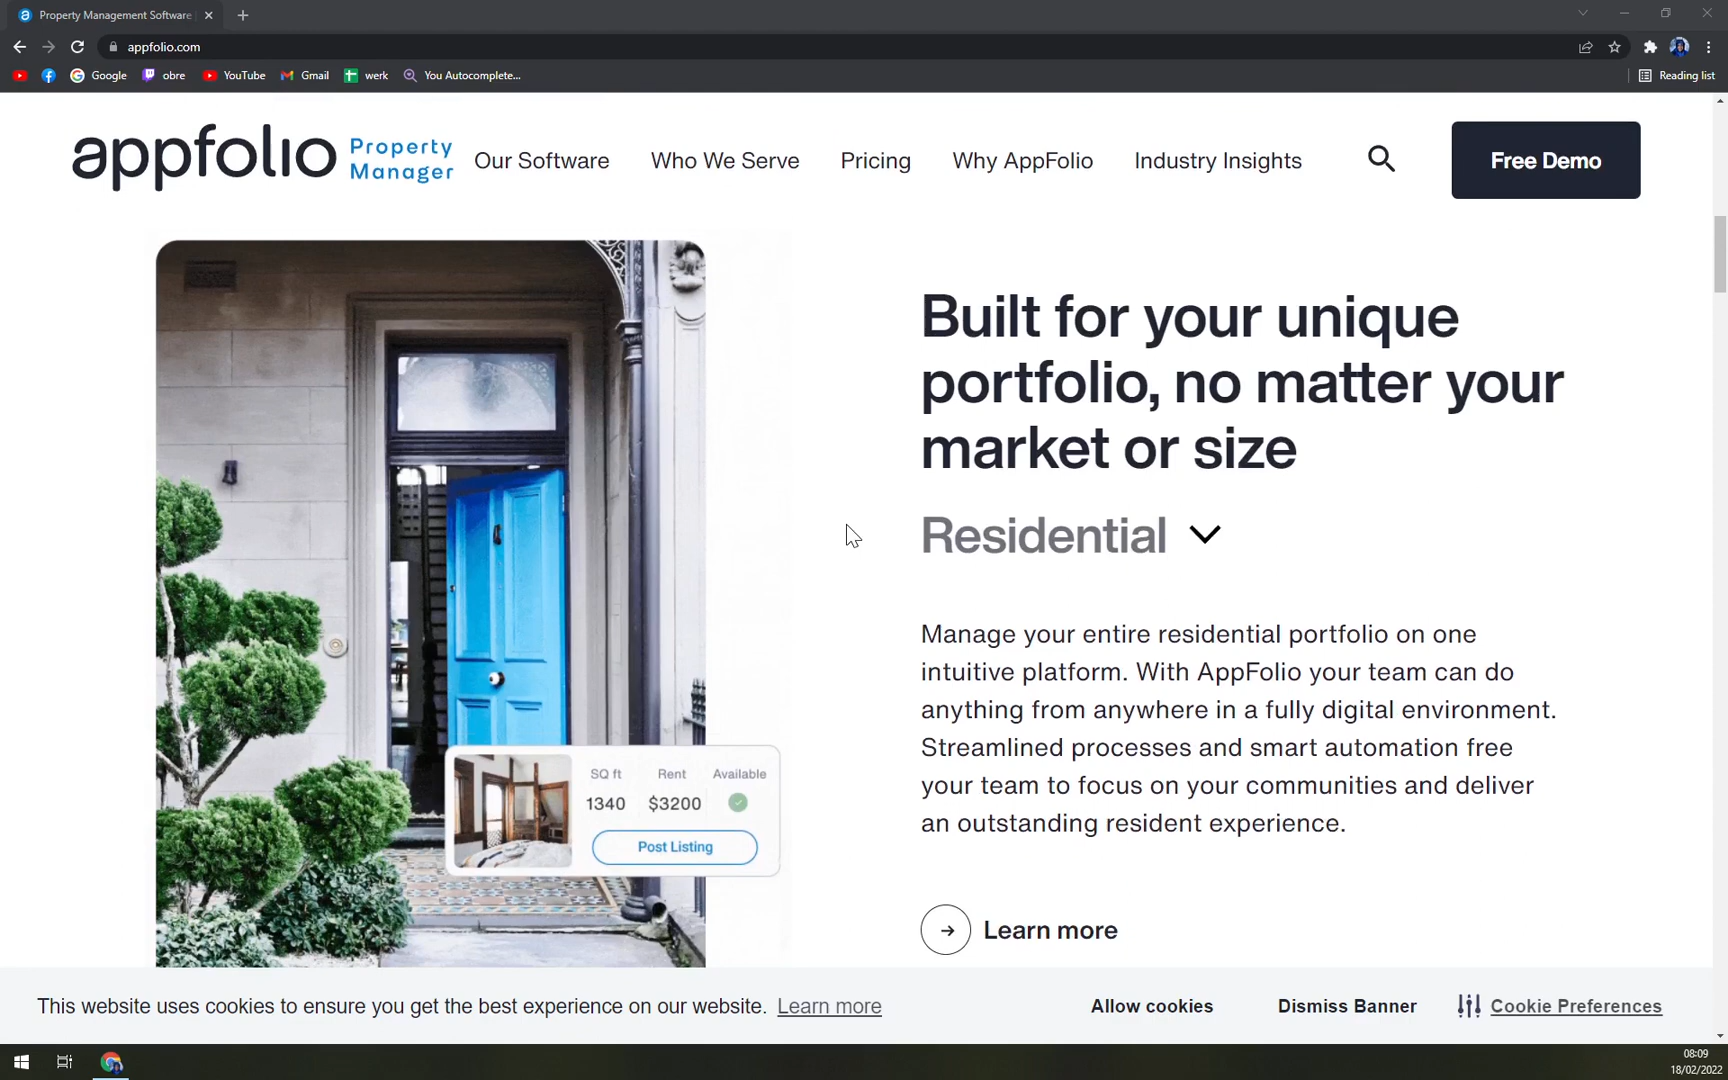 Property Management Software
appfolio.com
Google
obre
YouTube
Gmail
werk
You Autocomplete...
Reading list
appfolio Property Manager
Our Software
Who We Serve
Pricing
Why AppFolio
Industry Insights
Free Demo
Built for your unique
portfolio, no matter your
market or size
Residential
Manage your entire residential portfolio on one
intuitive platform. With AppFolio your team can do
anything from anywhere in a fully digital environment.
Streamlined processes and smart automation free
your team to focus on your communities and deliver
an outstanding resident experience.
Learn more
SQ ft Rent Available
1340 $3200
Post Listing
This website uses cookies to ensure you get the best experience on our website. Learn more
Allow cookies
Dismiss Banner
Cookie Preferences
08:09
18/02/2022